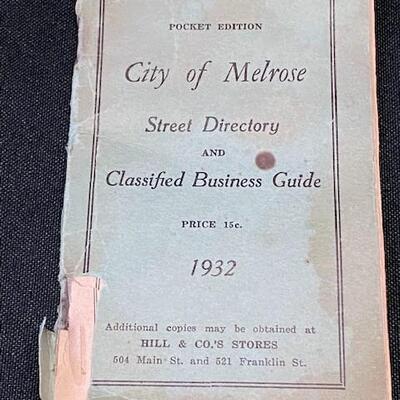 POCKET EDITION
City of Melrose
Street Directory
AND
Classified Business Guide
PRICE 15c.
1932
Additional copies may be obtained at
HILL & CO.'S STORES
504 Main St. and 521 Franklin St.